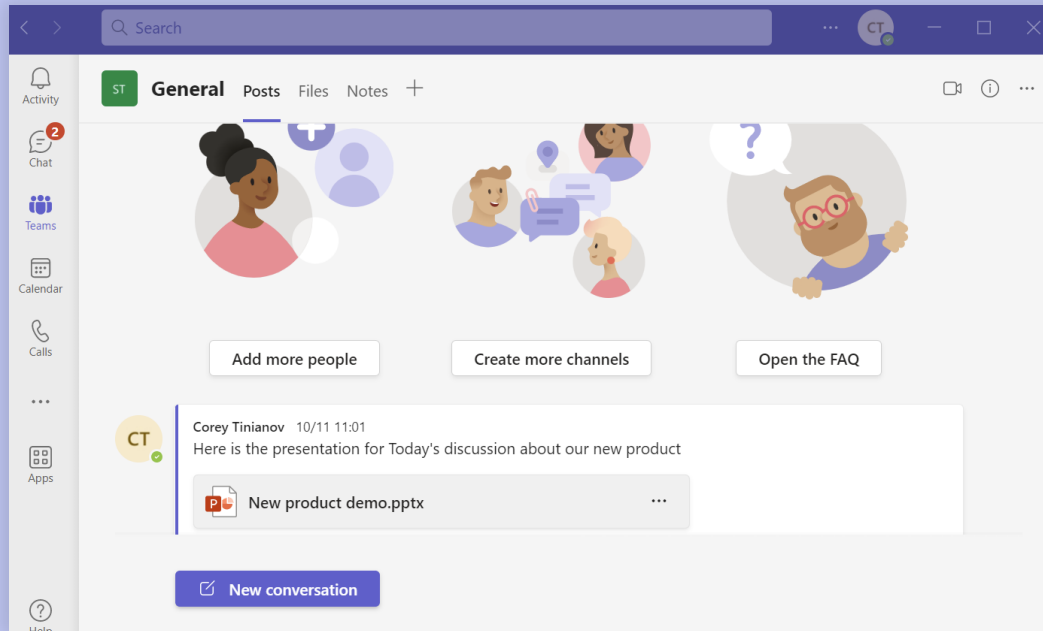 Search
CT
Activity
ST
General Posts Files Notes
2
Chat
?
Teams
Calendar
Calls
Add more people
Create more channels
Open the FAQ
CT
Corey Tinianov 10/11 11:01
Here is the presentation for Today's discussion about our new product
Apps
P
New product demo.pptx
New conversation
?
Help